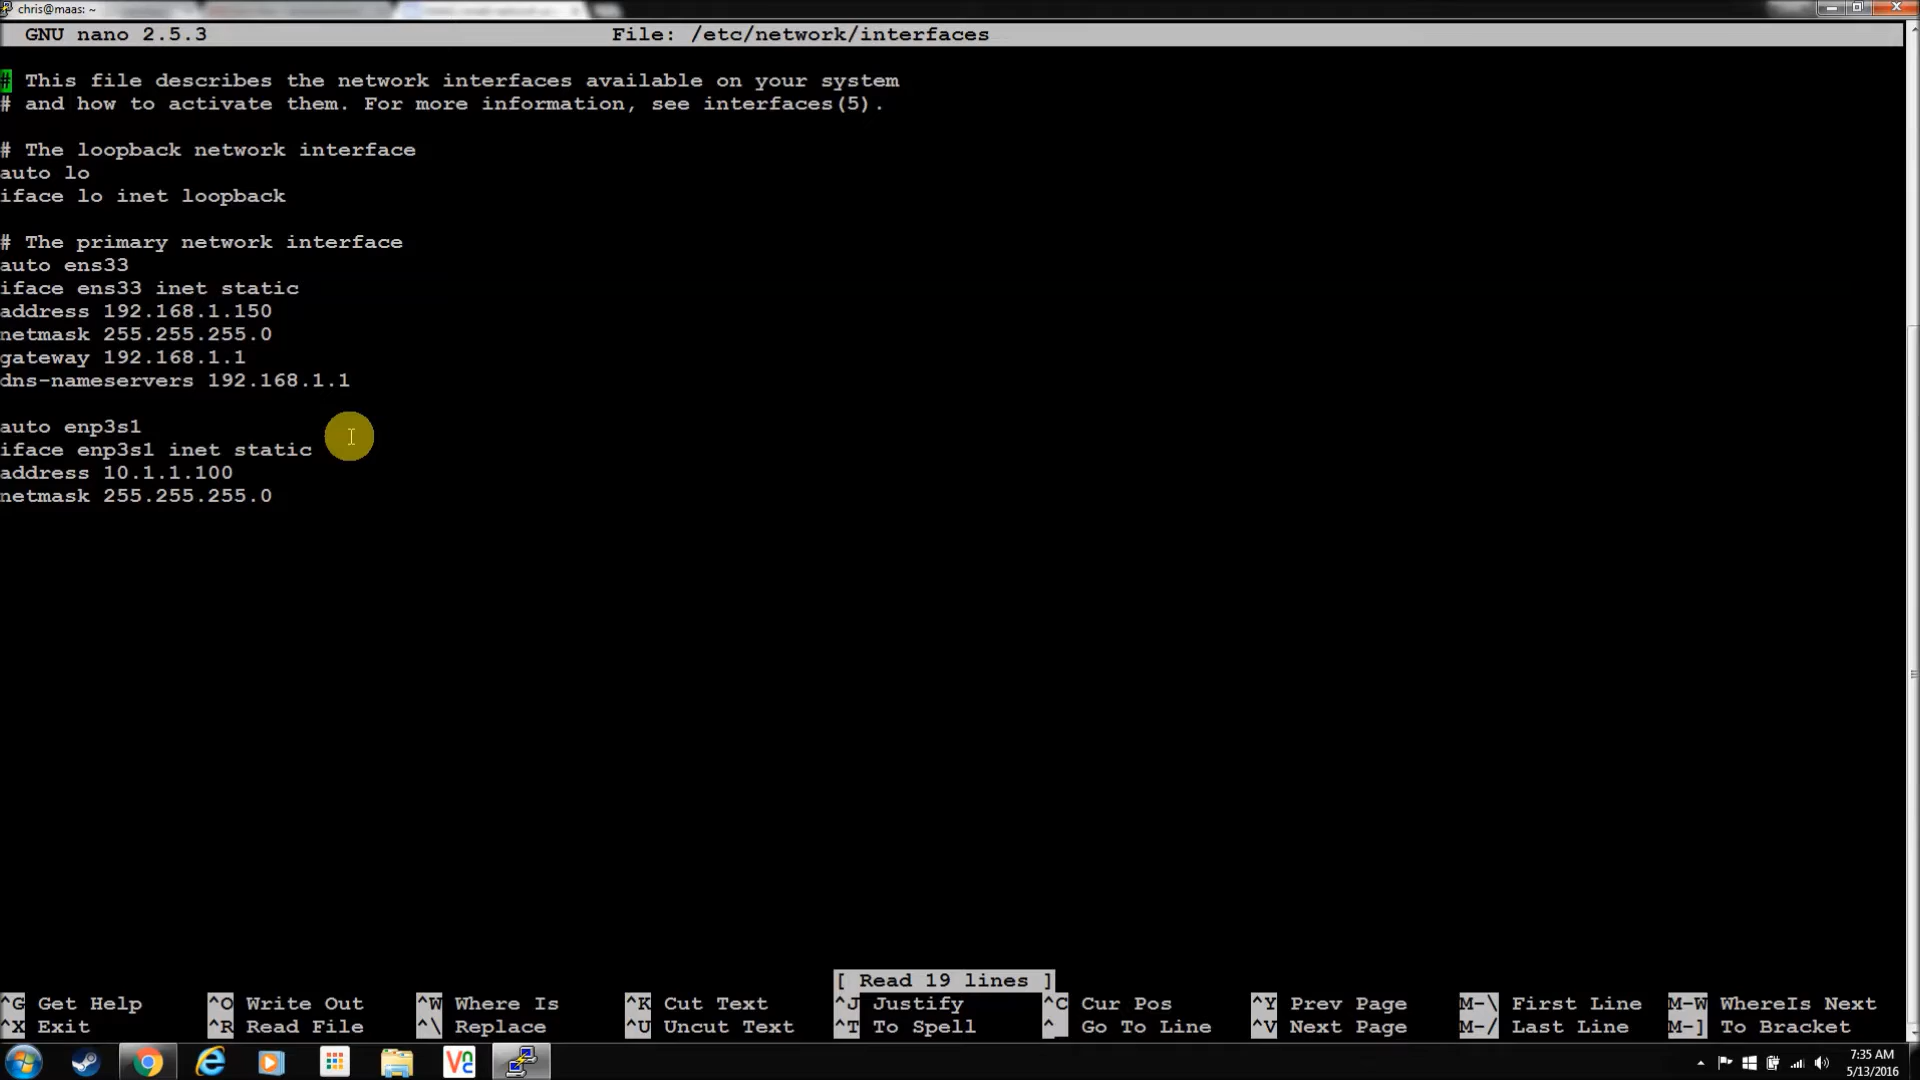 chris@maas: ~
GNU nano 2.5.3 File: /etc/network/interfaces
# This file describes the network interfaces available on your system
# and how to activate them. For more information, see interfaces(5).
# The loopback network interface
auto lo
iface lo inet loopback
# The primary network interface
auto ens33
iface ens33 inet static
address 192.168.1.150
netmask 255.255.255.0
gateway 192.168.1.1
dns-nameservers 192.168.1.1
auto enp3s1
iface enp3s1 inet static
address 10.1.1.100
netmask 255.255.255.0
[ Read 19 lines ]
^G Get Help ^O Write Out ^W Where Is ^K Cut Text ^J Justify ^C Cur Pos ^Y Prev Page M-\ First Line M-W WhereIs Next
^X Exit ^R Read File ^\ Replace ^U Uncut Text ^T To Spell ^_ Go To Line ^V Next Page M-/ Last Line M-] To Bracket
7:35 AM
5/13/2016